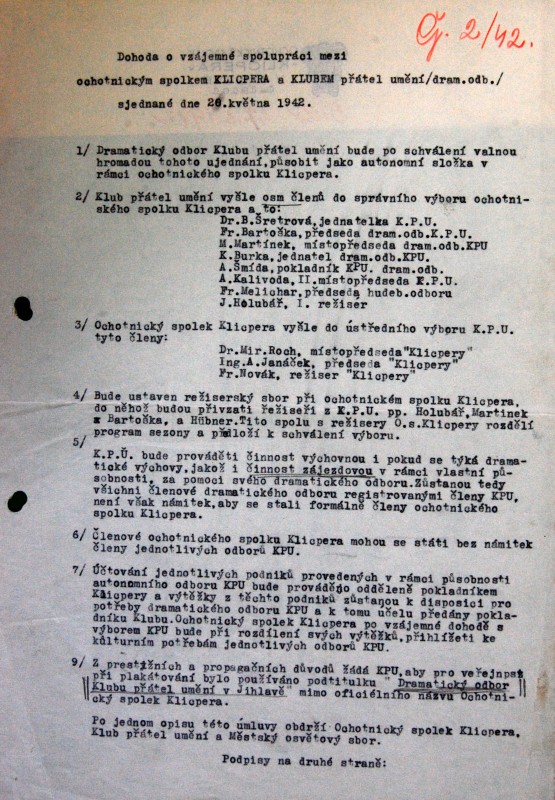 Čj. 2/42.
Dohoda o vzájemné spolupráci mezi
ochotnickým spolkem KLICPERA a KLUBEM přátel umění/dram.odb./
sjednané dne 20.května 1942.
1/ Dramatický odbor Klubu přátel umění bude po schválení valnou
hromadou tohoto ujednání, působit jako autonomní složka v
rámci ochotnického spolku Klicpera.
2/ Klub přátel umění vyšle osm členů do správního výboru ochotni-
ského spolku Klicpera a to:
Dr.B.Šretrová,jednatelka K.P.U.
Fr.Bartoška,předseda dram.odb.K.P.U.
M.Martínek, místopředseda dram.odb.KPU
K.Burka,jednatel dram.odb.KPU.
A.Šmída,pokladník KPU. dram.odb.
A.Kalivoda,II.místopředseda K.P.U.
Fr.Melichar,předseda hudeb.odboru
J.Holubář, I. režiser
3/ Ochotnický spolek Klicpera vyšle do ústředního výboru K.P.U.
tyto členy:
Dr.Mir.Roch, místopředseda"Klicpery"
Ing.A.Janáček, předseda "Klicpery"
Fr.Novák, režiser "Klicpery"
4/ Bude ustaven režiserský sbor při ochotnickém spolku Klicpera,
do něhož budou přivzati řežiseři z K.P.U. pp. Holubář,Martinek
z Bartoška, a Hübner.Tito spolu s režisery O.s.Klicpery rozdělí
program sezony a předloží k schválení výboru.
5/
K.P.Ú. bude prováděti činnost výchovnou i pokud se týká drama-
tické výchovy,jakož i činnost zájezdovou v rámci vlastní pů-
sobnosti, za pomoci svého dramatického odboru.Zůstanou tedy
všichni členové dramatického odboru registrovanými členy KPU,
není však námitek,aby se stali formálně členy ochotnického
spolku Klicpera.
6/ Členové ochotnického spolku Klicpera mohou se státi bez námitek
členy jednotlivých odborů KPU.
7/ Účtování jednotlivých podniků provedených v rámci působnosti
autonomního odboru KPU bude prováděno odděleně pokladníkem
Klicpery a výtěžky z těchto podniků zůstanou k disposici pro
potřeby dramatického odboru KPU a k tomu učelu předány pokla-
dníku Klubu.Ochotnický spolek Klicpera po vzájemné dohodě s
výborem KPU bude při rozdílení svých výtěžků,přihlížeti ke
kulturním potřebám jednotlivých odborů KPU.
9/ Z prestižních a propagačních důvodů žádá KPU,aby pro veřejnost
při plakátování bylo používáno podtitulku " Dramatický odbor
Klubu přátel umění v Jihlavě" mimo oficiálního názvu Ochotni-
cký spolek Klicpera.
Po jednom opisu této úmluvy obdrží Ochotnický spolek Klicpera,
Klub přátel umění a Městský osvětový sbor.
Podpisy na druhé straně: